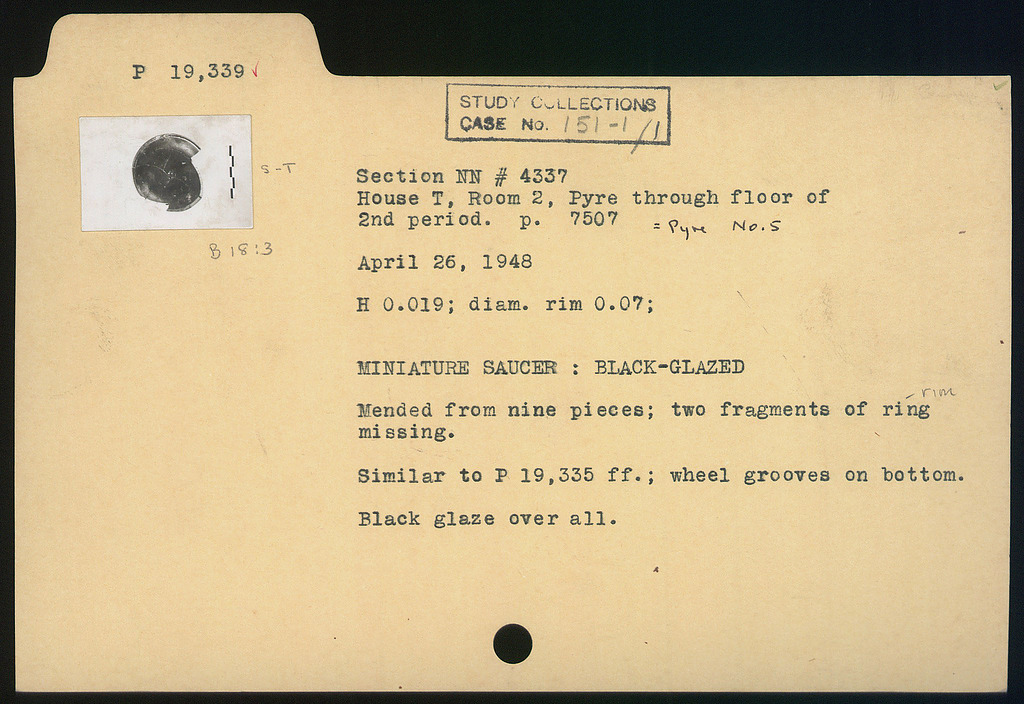 P 19,339 ✓
STUDY COLLECTIONS
CASE No. 151-1/1
S-T
B 18:3
Section NN # 4337
House T, Room 2, Pyre through floor of
2nd period. p. 7507 = Pyre No. 5
April 26, 1948
H 0.019; diam. rim 0.07;
MINIATURE SAUCER : BLACK-GLAZED
rim
Mended from nine pieces; two fragments of ring
missing.
Similar to P 19,335 ff.; wheel grooves on bottom.
Black glaze over all.